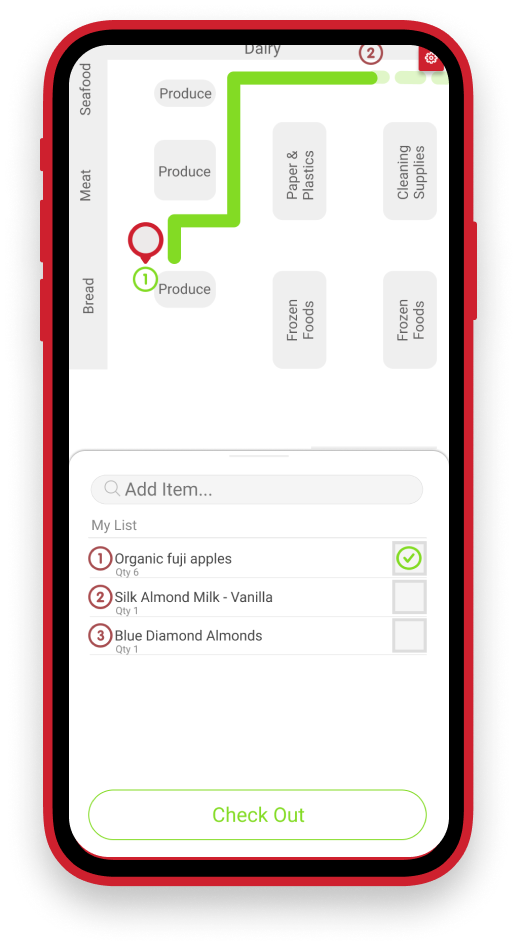 Dairy
2
Seafood
Produce
Meat
Produce
Paper &
Plastics
Cleaning
Supplies
1
Bread
Produce
Frozen
Foods
Frozen
Foods
Add Item...
My List
1 Organic fuji apples
Qty 6
2 Silk Almond Milk - Vanilla
Qty 1
3 Blue Diamond Almonds
Qty 1
Check Out